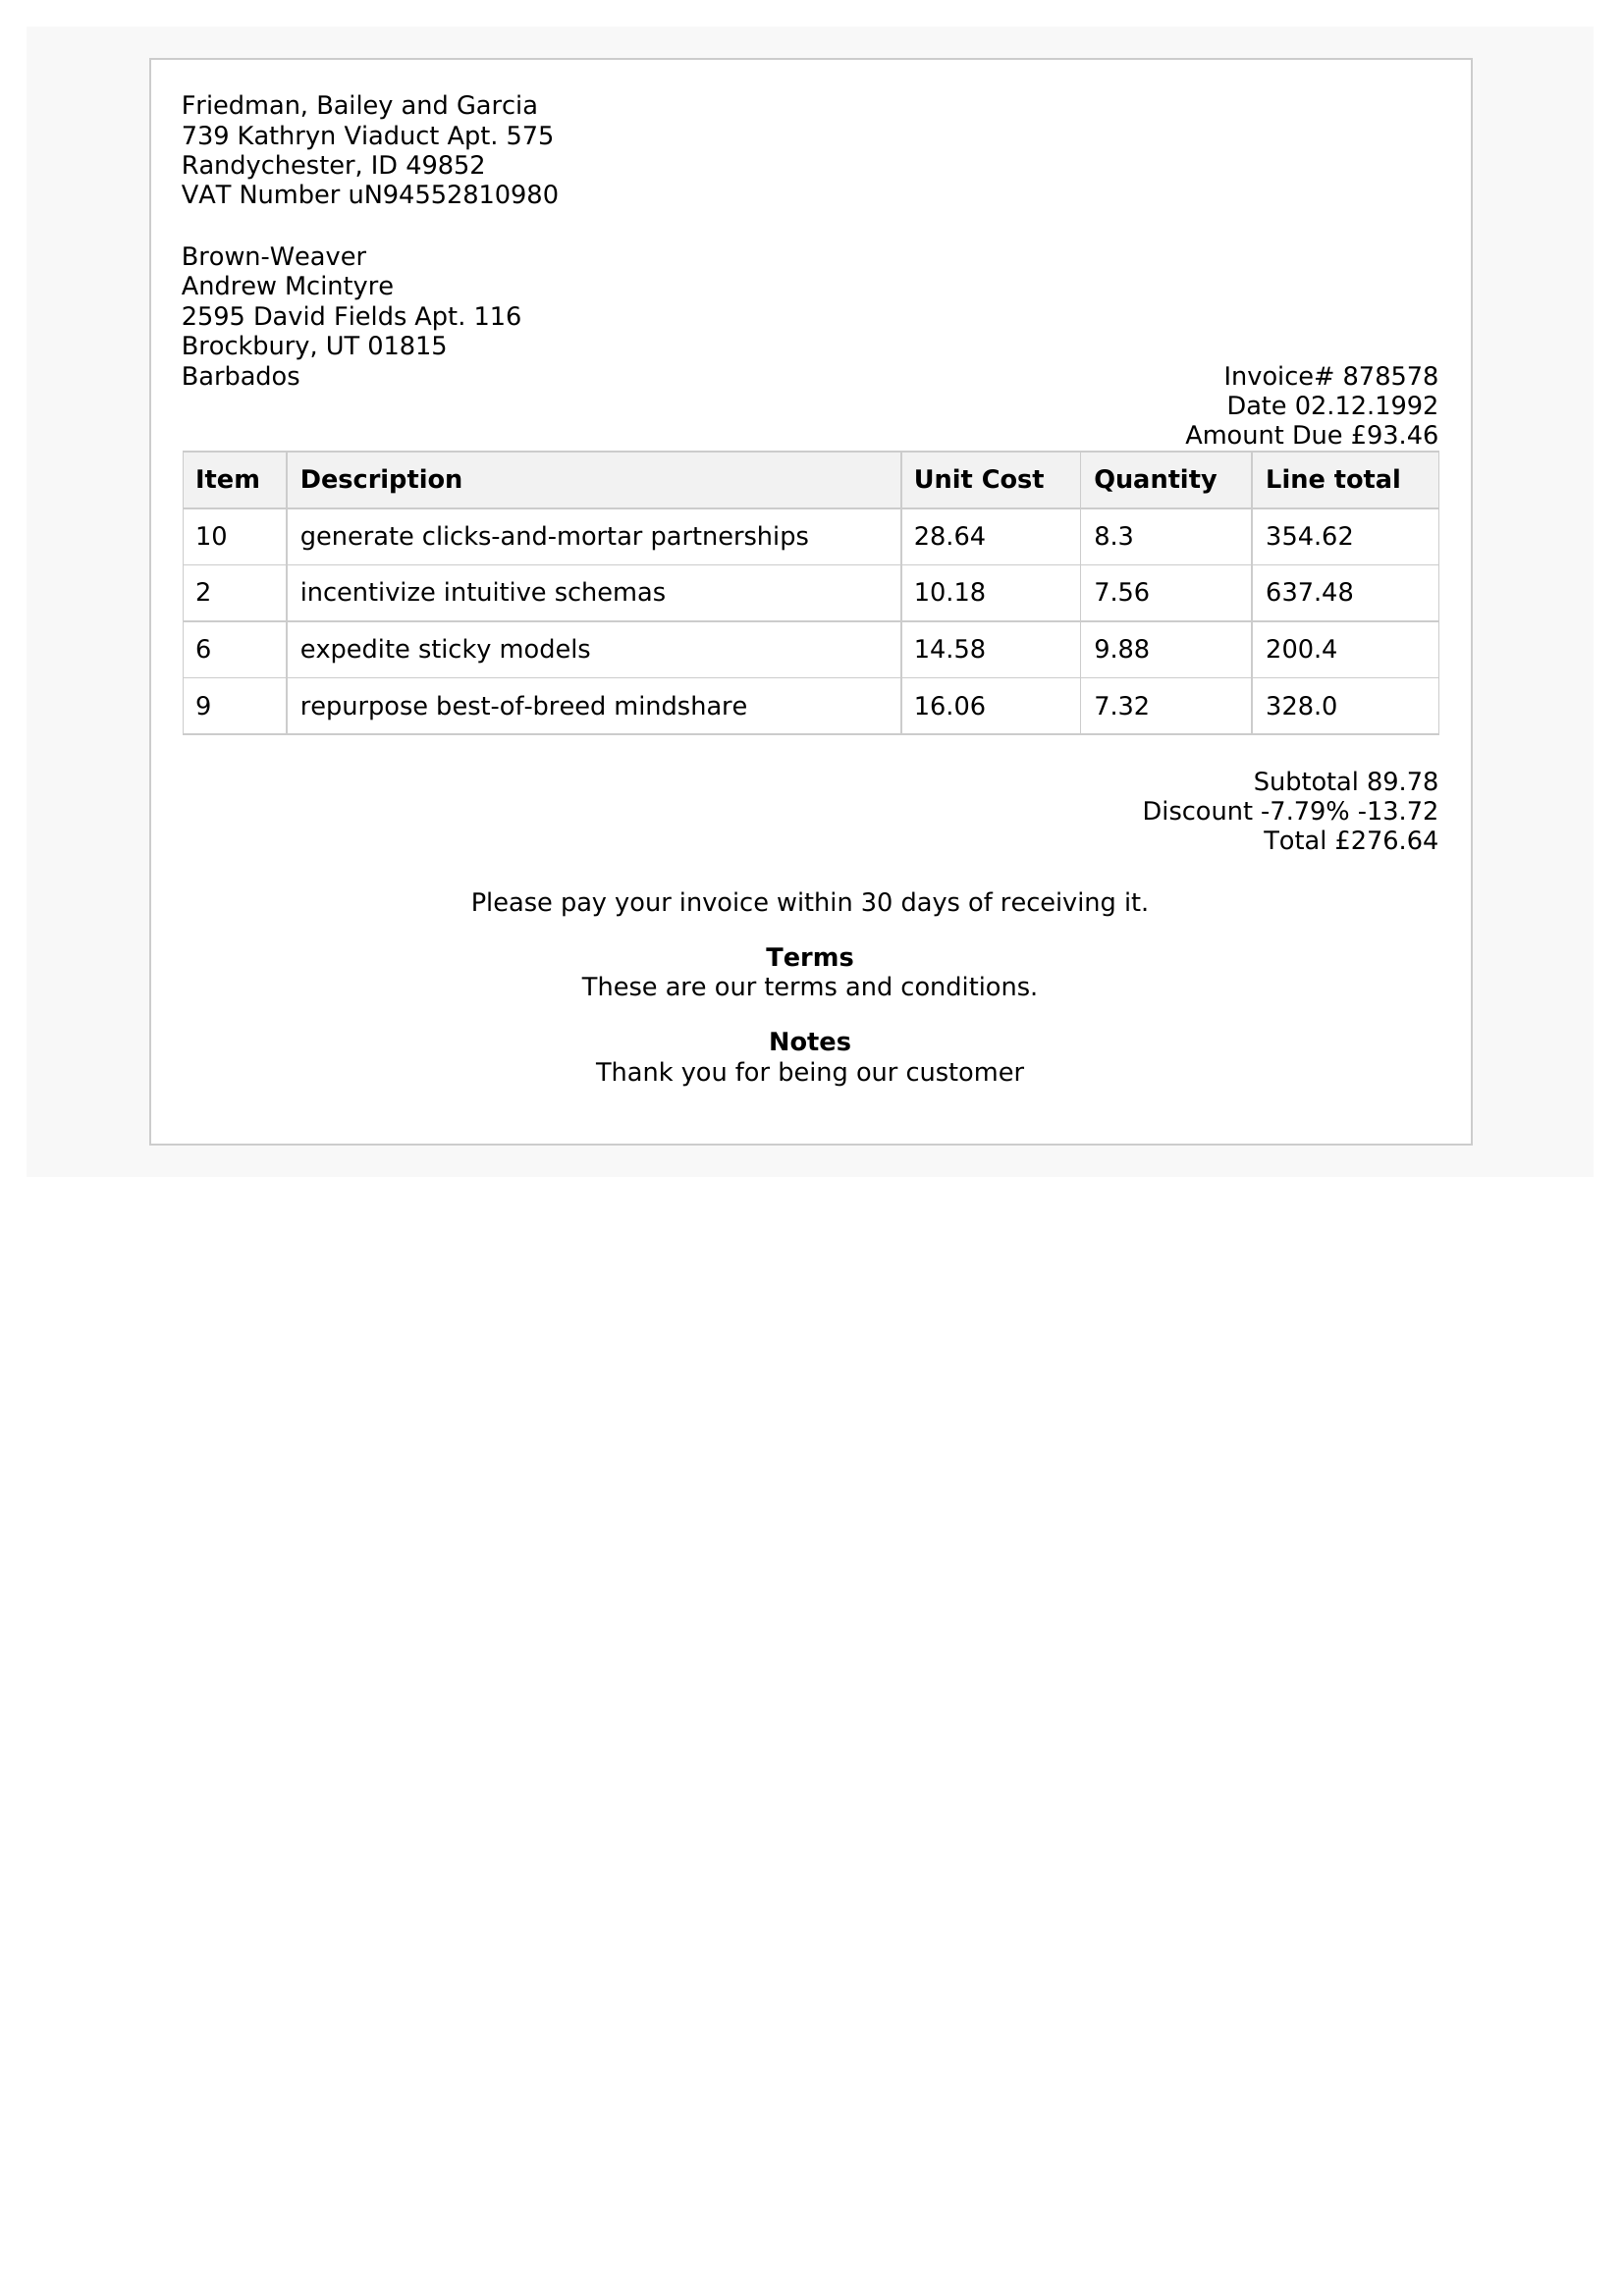 Friedman, Bailey and Garcia
739 Kathryn Viaduct Apt. 575
Randychester, ID 49852
VAT Number uN94552810980
Brown-Weaver
Andrew Mcintyre
2595 David Fields Apt. 116
Brockbury, UT 01815
Barbados
Invoice# 878578
Date 02.12.1992
Amount Due £93.46
Item Description Unit Cost Quantity Line total
10 generate clicks-and-mortar partnerships 28.64 8.3 354.62
2 incentivize intuitive schemas 10.18 7.56 637.48
6 expedite sticky models 14.58 9.88 200.4
9 repurpose best-of-breed mindshare 16.06 7.32 328.0
Subtotal 89.78
Discount -7.79% -13.72
Total £276.64
Please pay your invoice within 30 days of receiving it.
Terms
These are our terms and conditions.
Notes
Thank you for being our customer